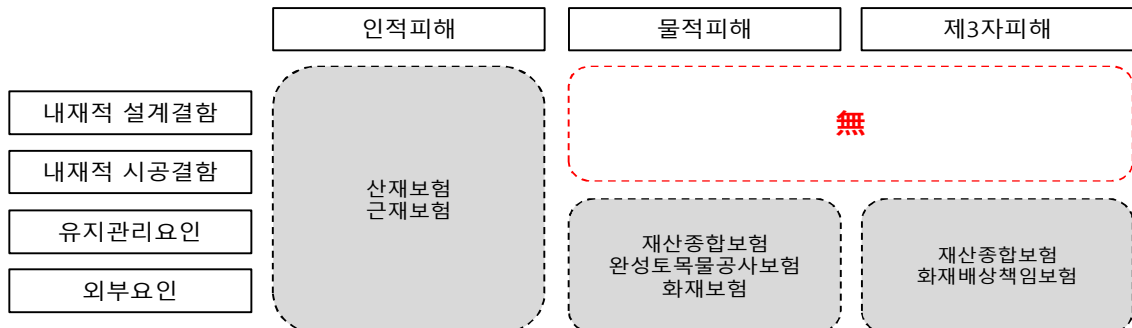 인적피해
물적피해
제3자피해
내재적 설계결함
내재적 시공결함
유지관리요인
외부요인
산재보험
근재보험
無
재산종합보험
완성토목물공사보험
화재보험
재산종합보험
화재배상책임보험